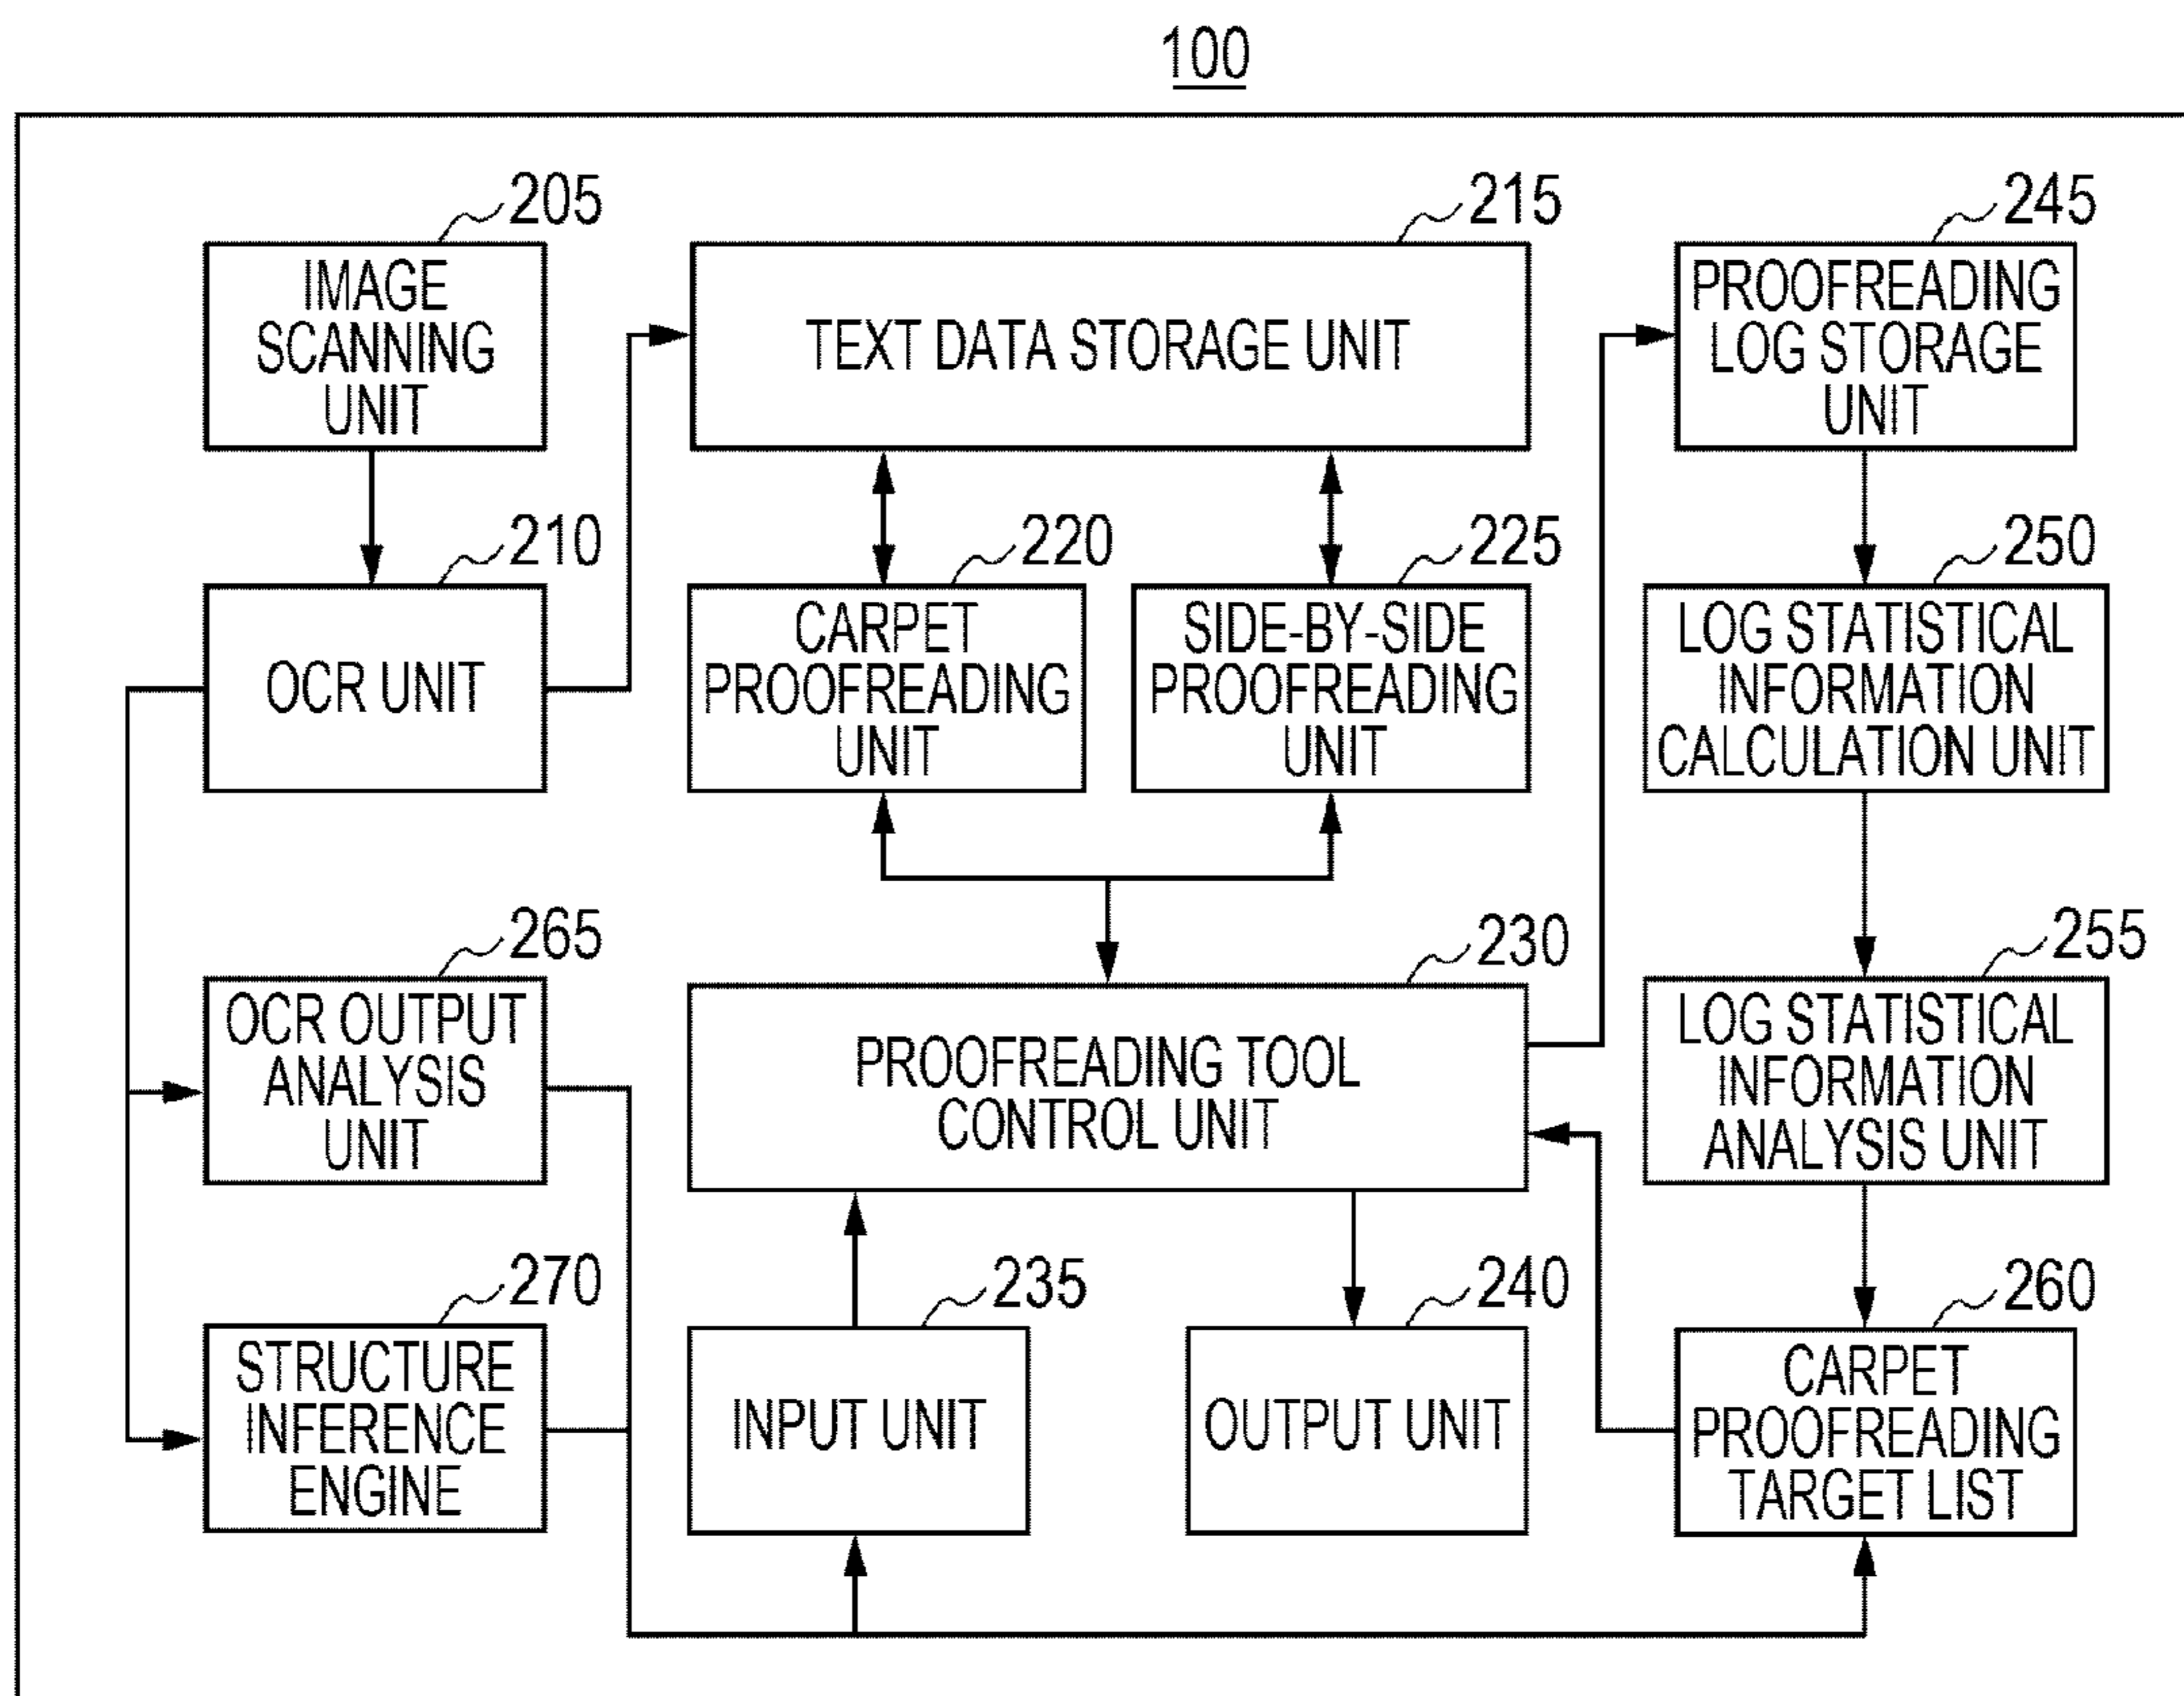 100
205
IMAGE
SCANNING
UNIT
215
TEXT DATA STORAGE UNIT
245
PROOFREADING
LOG STORAGE
UNIT
210
OCR UNIT
220
CARPET
PROOFREADING
UNIT
225
SIDE-BY-SIDE
PROOFREADING
UNIT
250
LOG STATISTICAL
INFORMATION
CALCULATION UNIT
265
OCR OUTPUT
ANALYSIS
UNIT
230
PROOFREADING TOOL
CONTROL UNIT
255
LOG STATISTICAL
INFORMATION
ANALYSIS UNIT
270
STRUCTURE
INFERENCE
ENGINE
235
INPUT UNIT
240
OUTPUT UNIT
260
CARPET
PROOFREADING
TARGET LIST